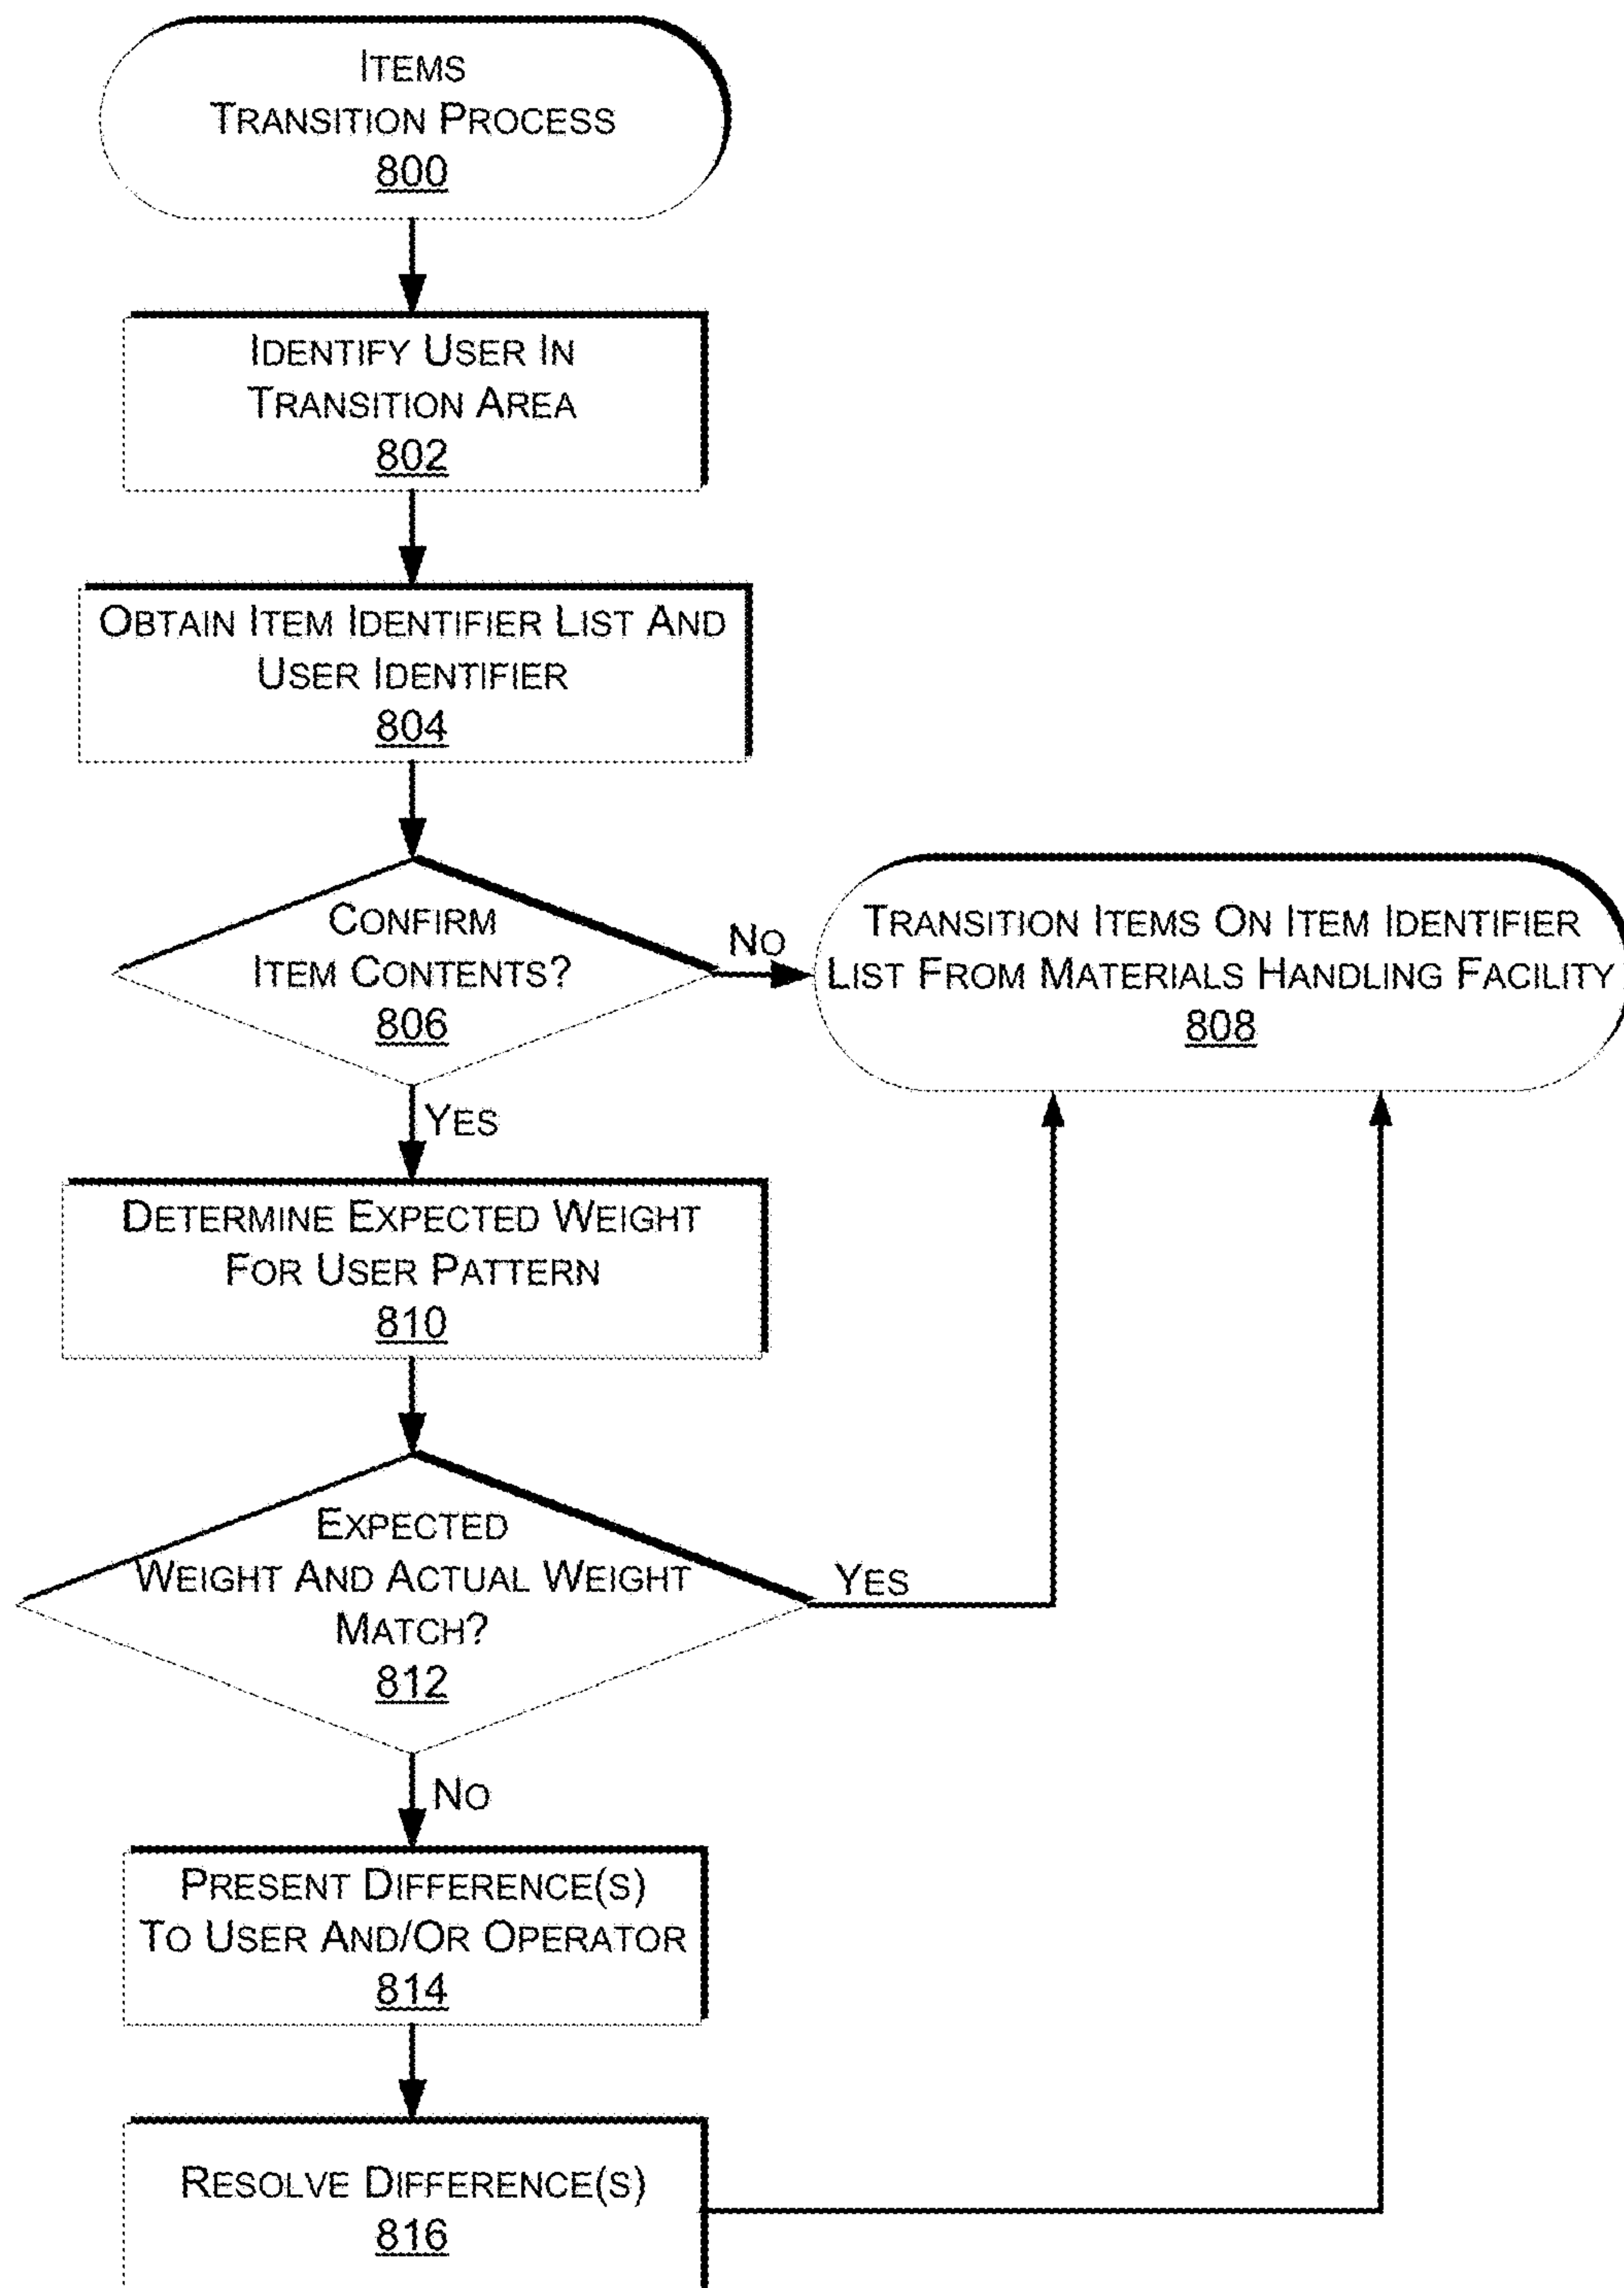 ITEMS
TRANSITION PROCESS
800
IDENTIFY USER IN
TRANSITION AREA
802
OBTAIN ITEM IDENTIFIER LIST AND
USER IDENTIFIER
804
CONFIRM
ITEM CONTENTS?
806
NO
TRANSITION ITEMS ON ITEM IDENTIFIER
LIST FROM MATERIALS HANDLING FACILITY
808
YES
DETERMINE EXPECTED WEIGHT
FOR USER PATTERN
810
EXPECTED
WEIGHT AND ACTUAL WEIGHT
MATCH?
812
YES
NO
PRESENT DIFFERENCE(S)
TO USER AND/OR OPERATOR
814
RESOLVE DIFFERENCE(S)
816